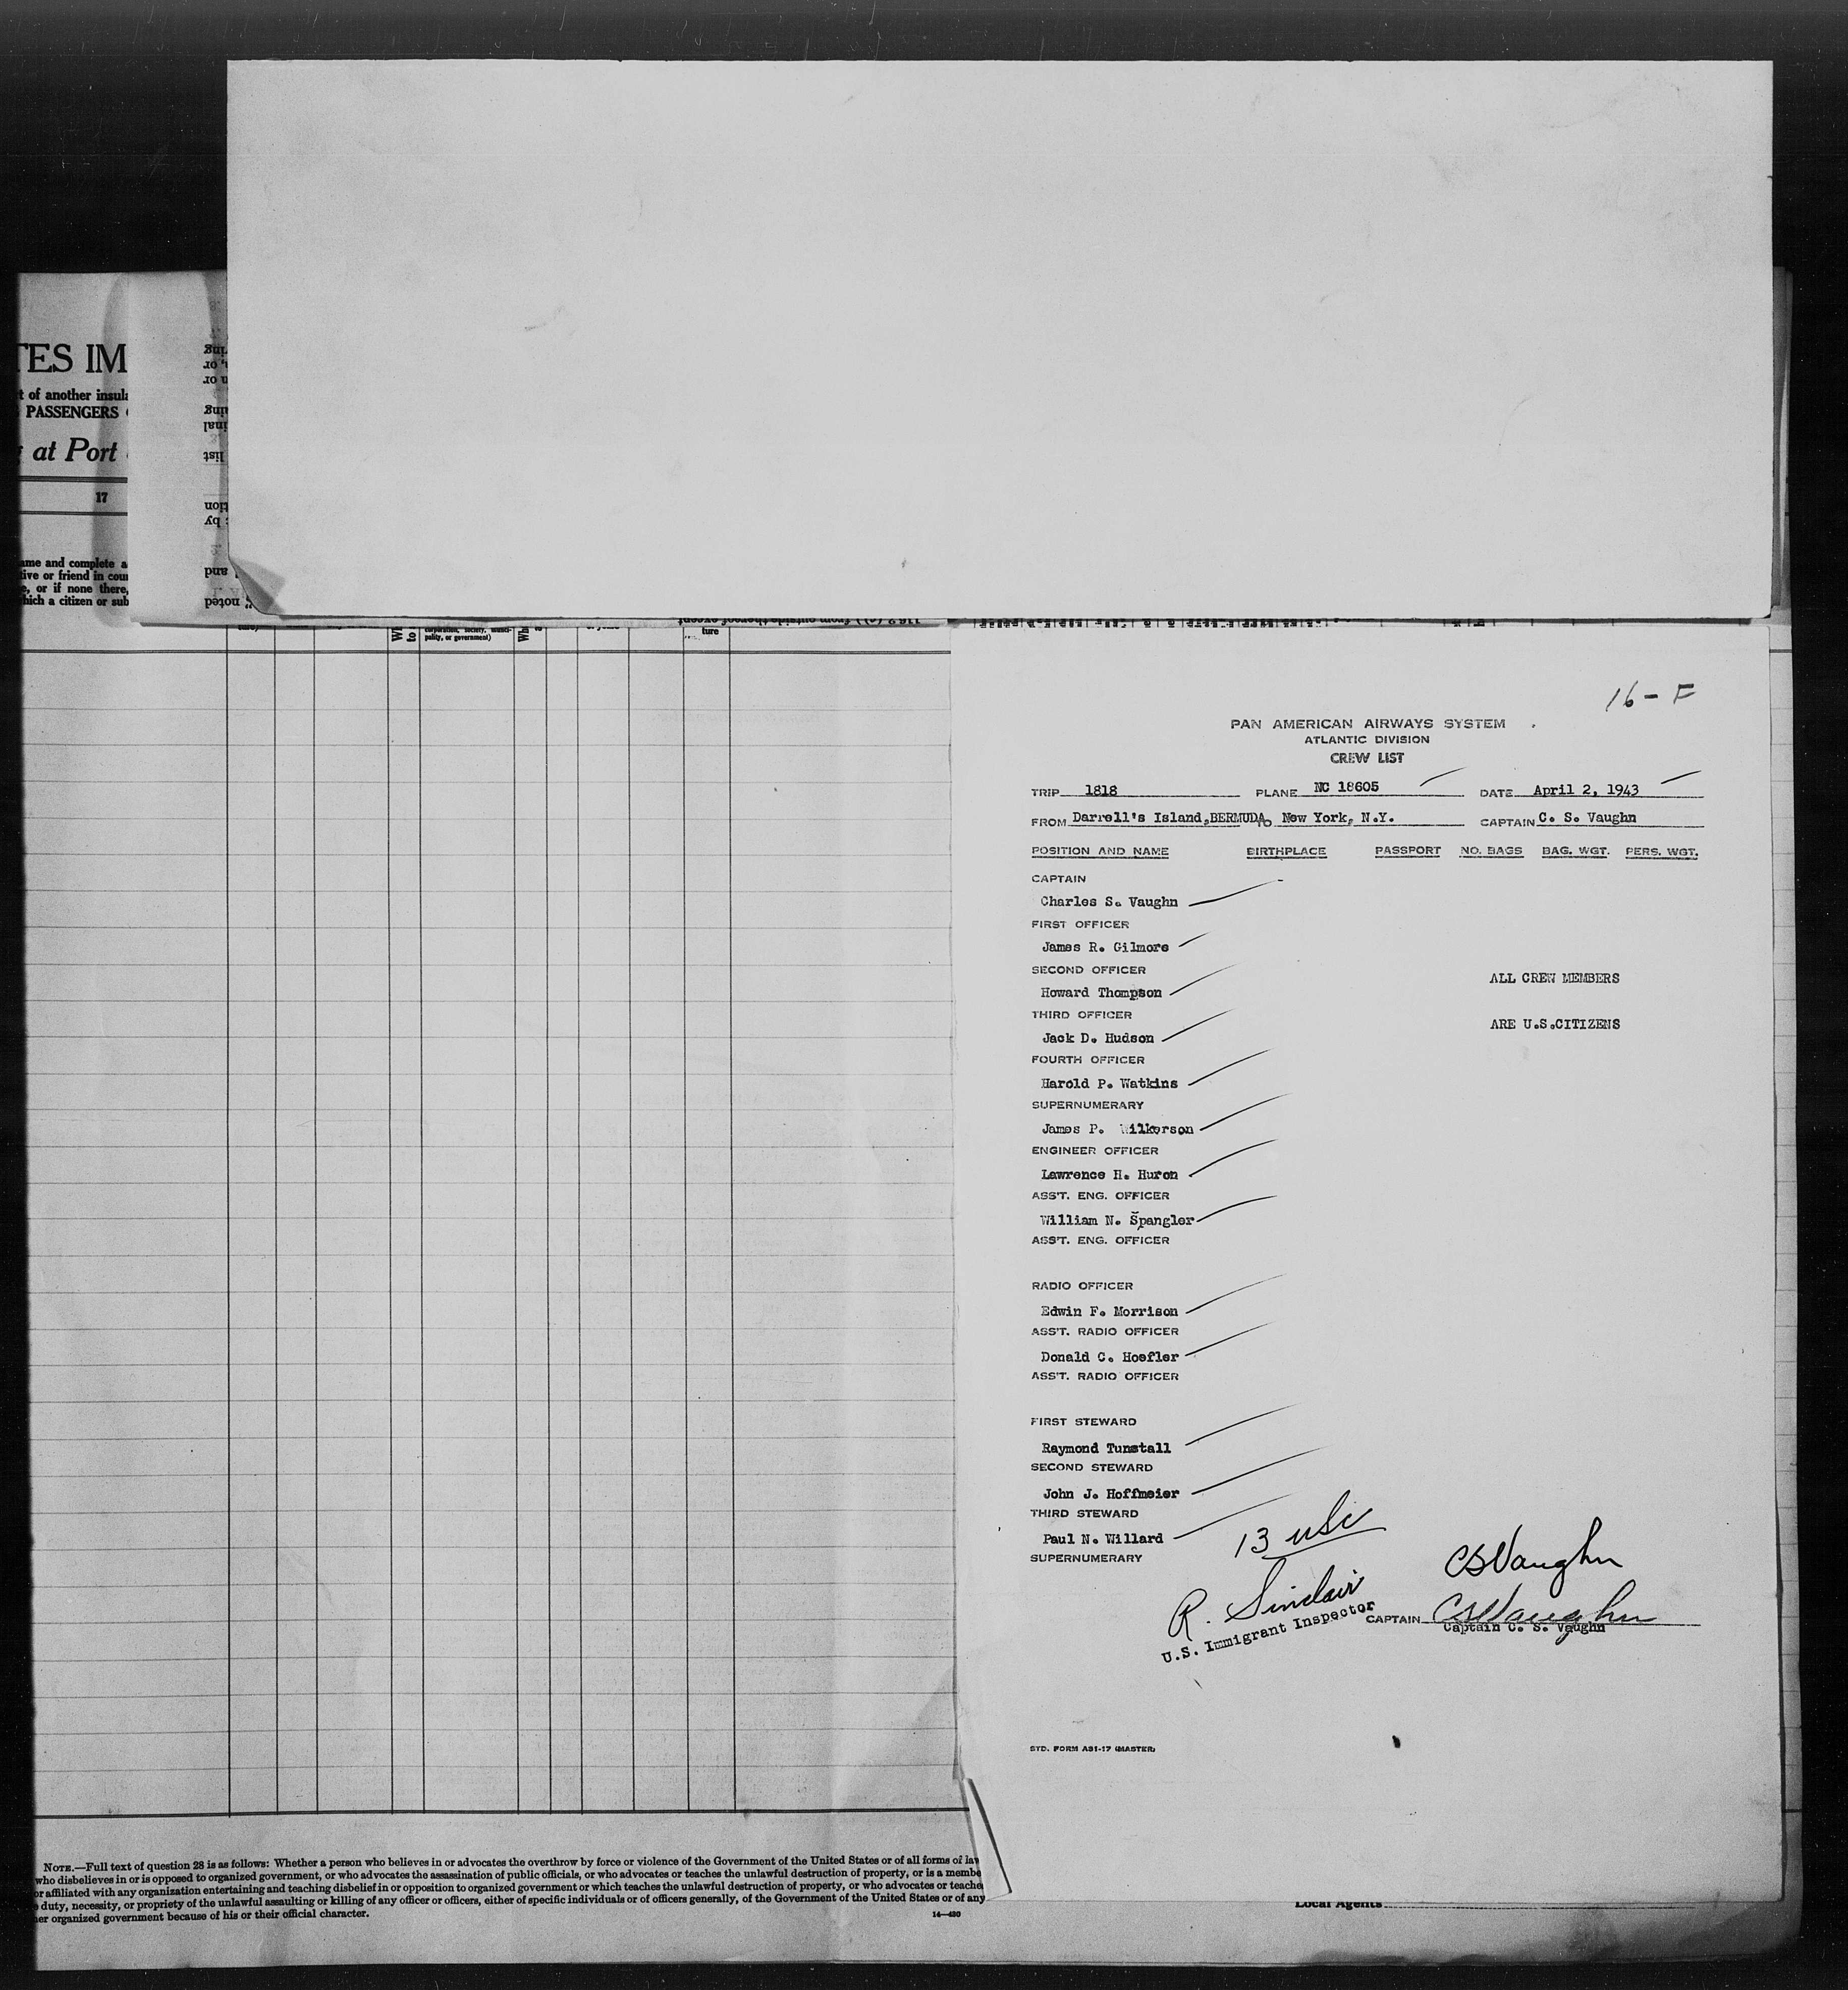 TES IM
t of another insula
PASSENGERS
at Port
17
ame and complete a
tive or friend in coun
e, or if none there,
hich a citizen or sub
corporation, society, munici-
pality, or government)
ture
16-F
PAN AMERICAN AIRWAYS SYSTEM
ATLANTIC DIVISION
CREW LIST
TRIP 1818 PLANE NC 18605 DATE April 2, 1943
FROM Darrell's Island, BERMUDA, New York, N.Y. CAPTAIN C. S. Vaughn
POSITION AND NAME BIRTHPLACE PASSPORT NO. BAGS BAG. WGT. PERS. WGT.
CAPTAIN
Charles S. Vaughn
FIRST OFFICER
James R. Gilmore
SECOND OFFICER
ALL CREW MEMBERS
Howard Thompson
THIRD OFFICER
ARE U.S.CITIZENS
Jack D. Hudson
FOURTH OFFICER
Harold P. Watkins
SUPERNUMERARY
James P. Wilkerson
ENGINEER OFFICER
Lawrence H. Huron
ASS'T. ENG. OFFICER
William N. Spangler
ASS'T. ENG. OFFICER
RADIO OFFICER
Edwin F. Morrison
ASS'T. RADIO OFFICER
Donald C. Hoefler
ASS'T. RADIO OFFICER
FIRST STEWARD
Raymond Tunstall
SECOND STEWARD
John J. Hoffmeier
THIRD STEWARD
Paul N. Willard
13 USC
SUPERNUMERARY
CSVaughn
R. Sinclair
U.S. Immigrant Inspector
CAPTAIN CSVaughn
Captain C. S. Vaughn
STD. FORM A91-17 (MASTER)
NOTE.—Full text of question 28 is as follows: Whether a person who believes in or advocates the overthrow by force or violence of the Government of the United States or of all forms of law
who disbelieves in or is opposed to organized government, or who advocates the assassination of public officials, or who advocates or teaches the unlawful destruction of property, or is a membe
or affiliated with any organization entertaining and teaching disbelief in or opposition to organized government or which teaches the unlawful destruction of property, or who advocates or teache
duty, necessity, or propriety of the unlawful assaulting or killing of any officer or officers, either of specific individuals or of officers generally, of the Government of the United States or of any
er organized government because of his or their official character.
14—430
Local Agents